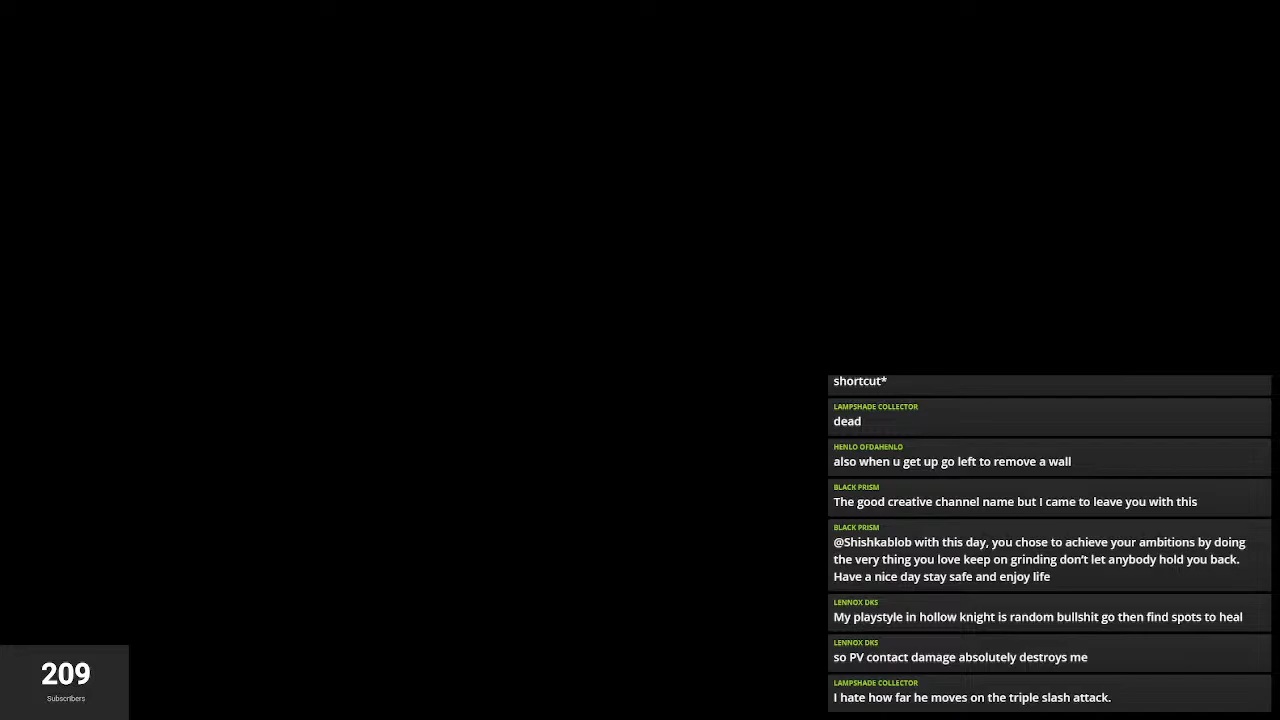 shortcut*
LAMPSHADE COLLECTOR
dead
HENLO OFDAHENLO
also when u get up go left to remove a wall
BLACK PRISM
The good creative channel name but I came to leave you with this
BLACK PRISM
@Shishkablob with this day, you chose to achieve your ambitions by doing
the very thing you love keep on grinding don't let anybody hold you back.
Have a nice day stay safe and enjoy life
LENNOX DKS
My playstyle in hollow knight is random bullshit go then find spots to heal
LENNOX DKS
so PV contact damage absolutely destroys me
LAMPSHADE COLLECTOR
I hate how far he moves on the triple slash attack.
209
Subscribers